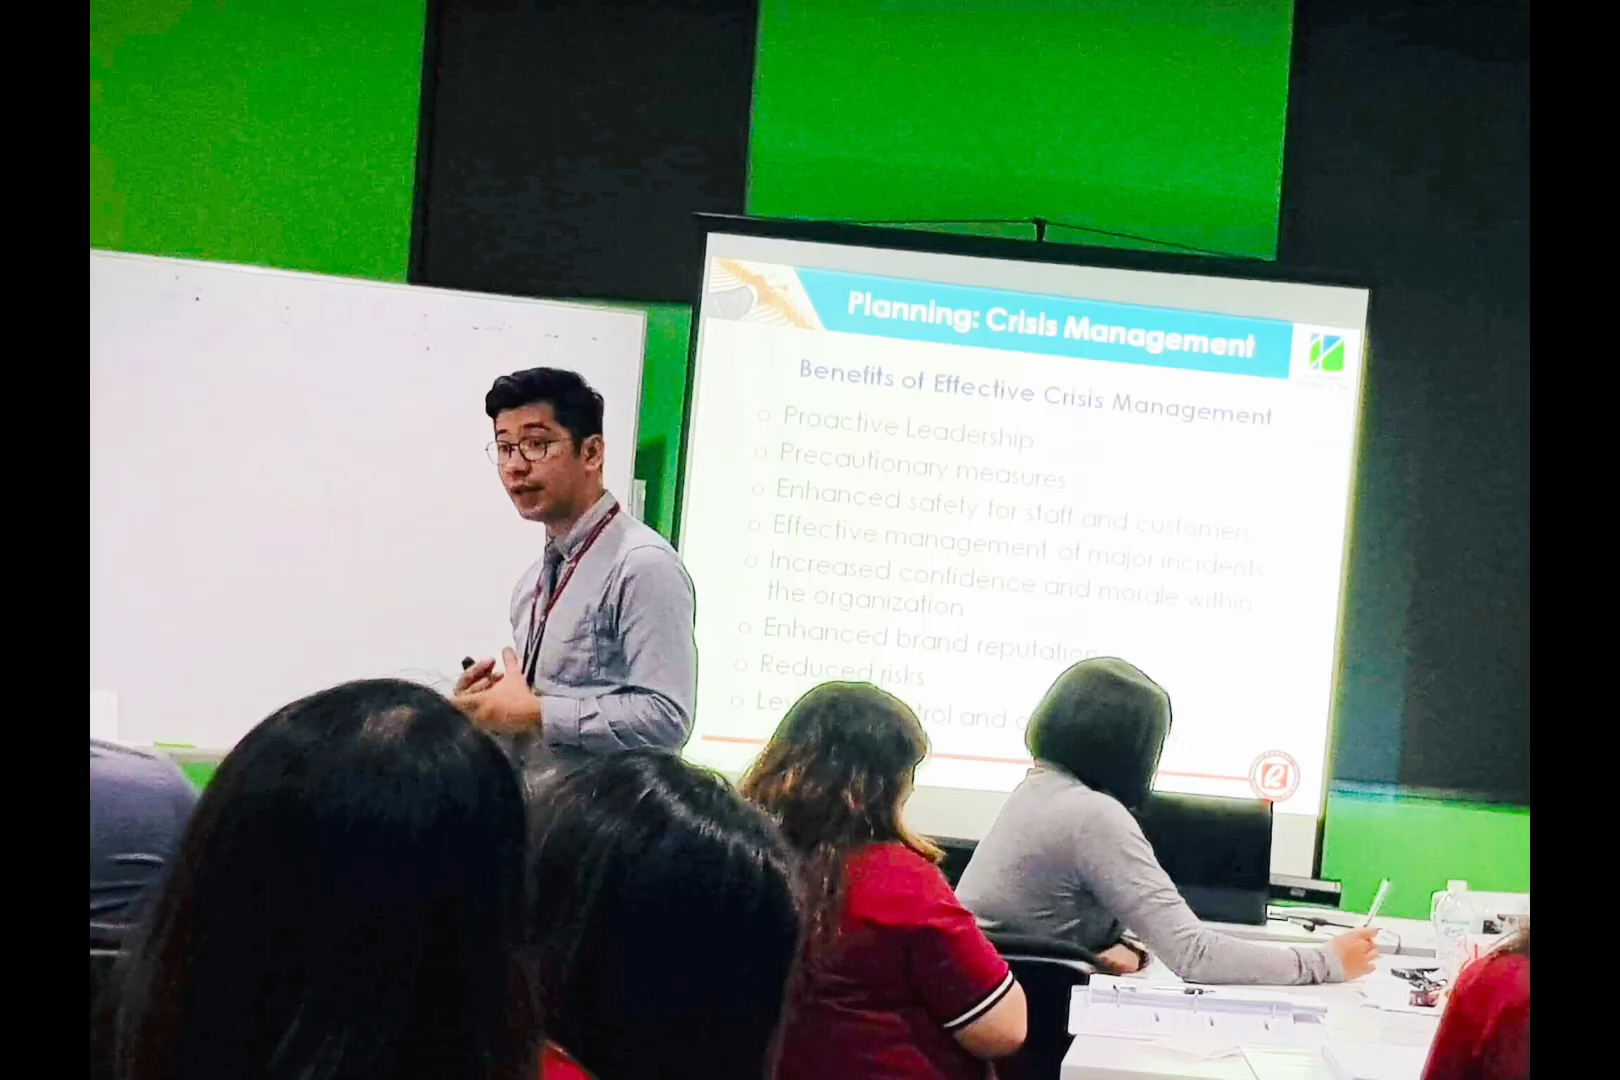 Planning: Crisis Management
Benefits of Effective Crisis Management
Proactive Leadership
Precautionary measures
Enhanced safety for staff and customers
Effective management of major incidents
Increased confidence and morale within
the organization
Enhanced brand reputation
Reduced risks
and